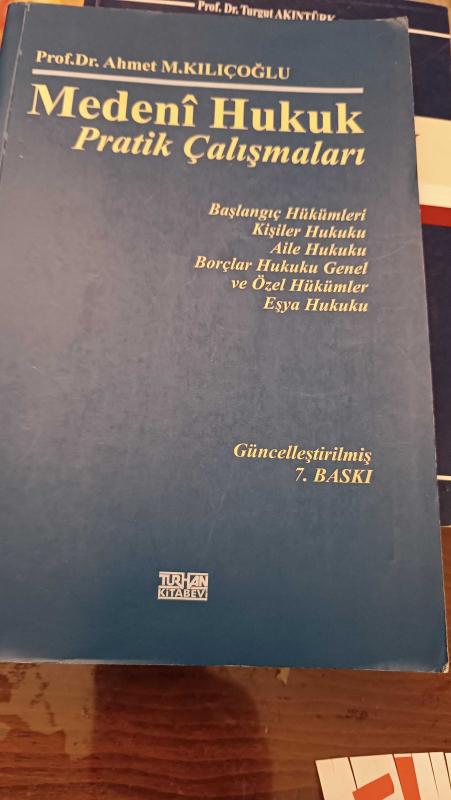 Prof. Dr. Turgut AKINTÜRK
Prof.Dr. Ahmet M.KILIÇOĞLU
Medenî Hukuk
Pratik Çalışmaları
Başlangıç Hükümleri
Kişiler Hukuku
Aile Hukuku
Borçlar Hukuku Genel
ve Özel Hükümler
Eşya Hukuku
Güncelleştirilmiş
7. BASKI
TURHAN
KİTABEVİ